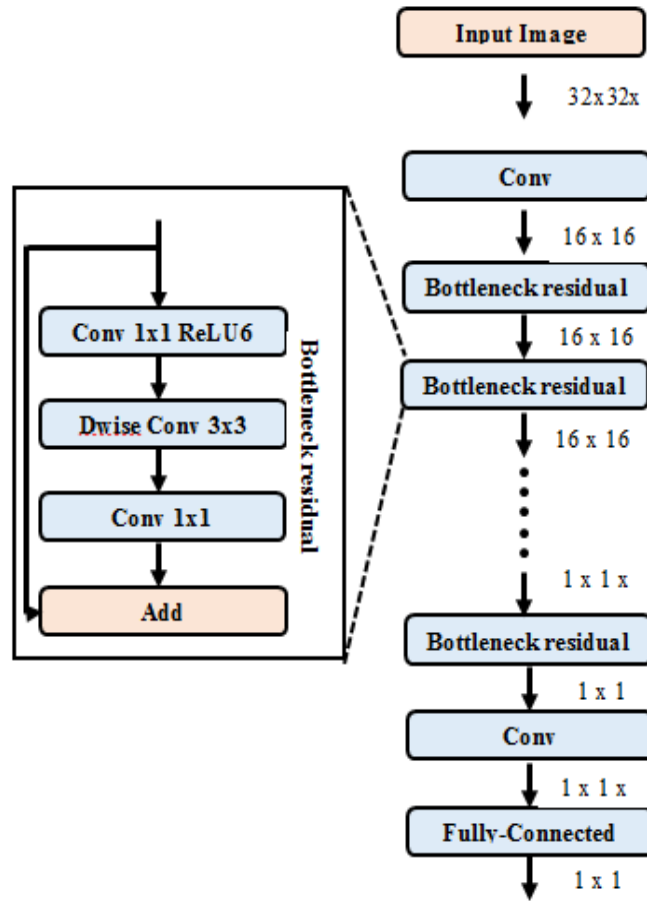 Input Image
32x32x
Conv
16 x 16
Bottleneck residual
16 x 16
Bottleneck residual
16 x 16
1 x 1 x
Bottleneck residual
1 x 1
Conv
1 x 1 x
Fully-Connected
1 x 1
Conv 1x1 ReLU6
Dwise Conv 3x3
Conv 1x1
Add
Bottleneck residual